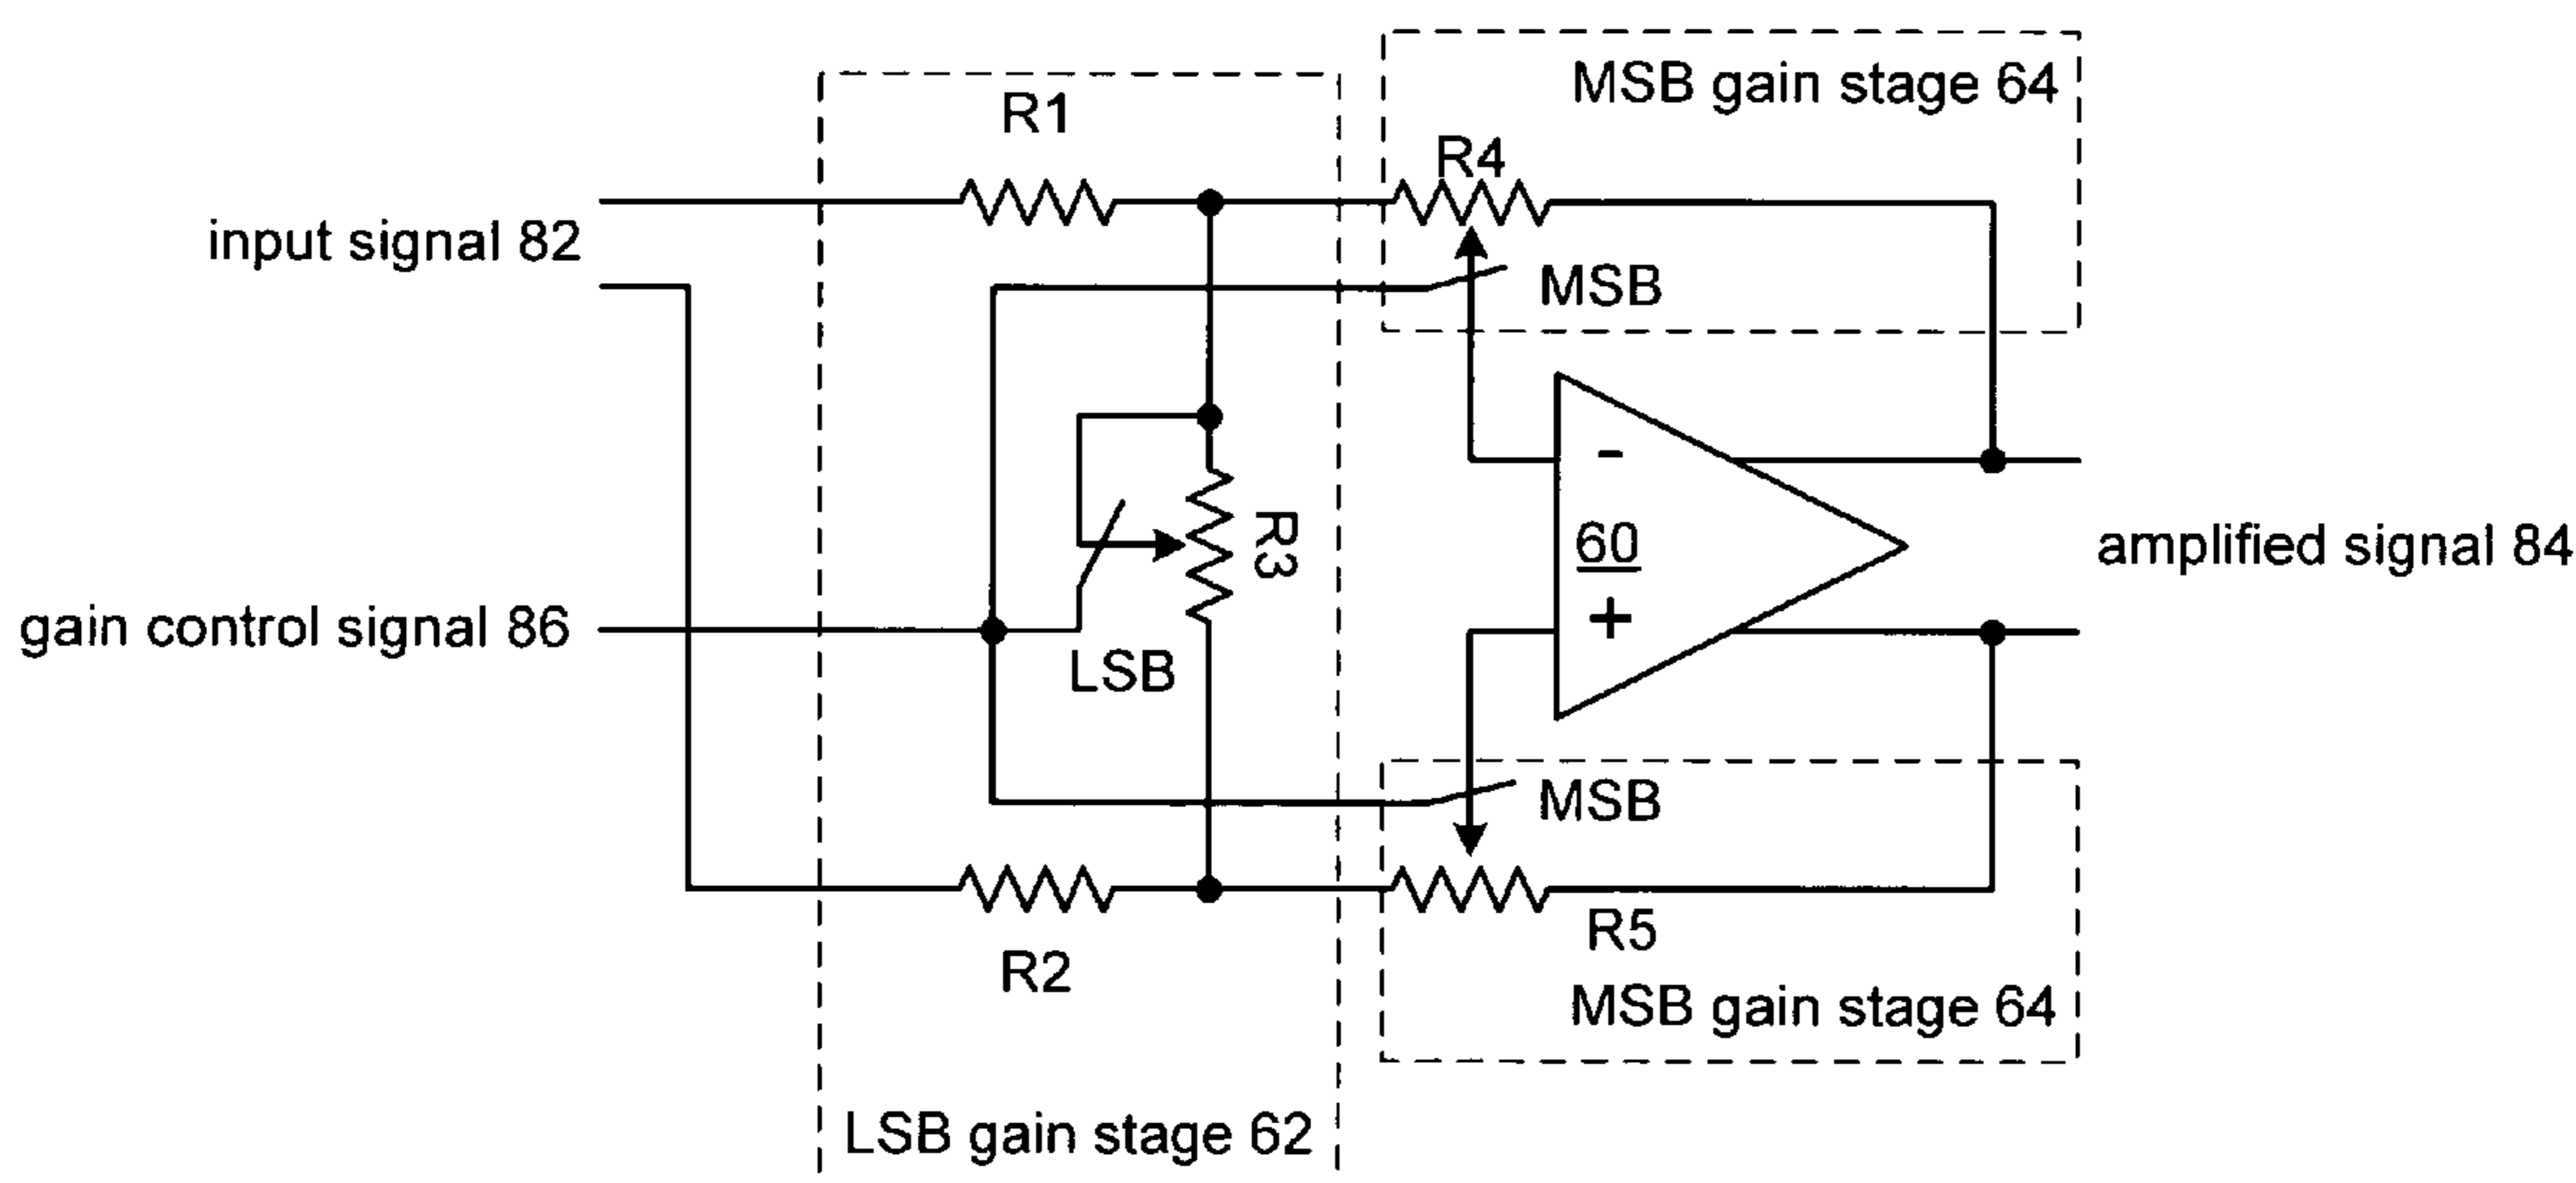 MSB gain stage 64
R1
R4
input signal 82
MSB
-
R3
60
amplified signal 84
+
gain control signal 86
LSB
MSB
R5
R2
MSB gain stage 64
LSB gain stage 62